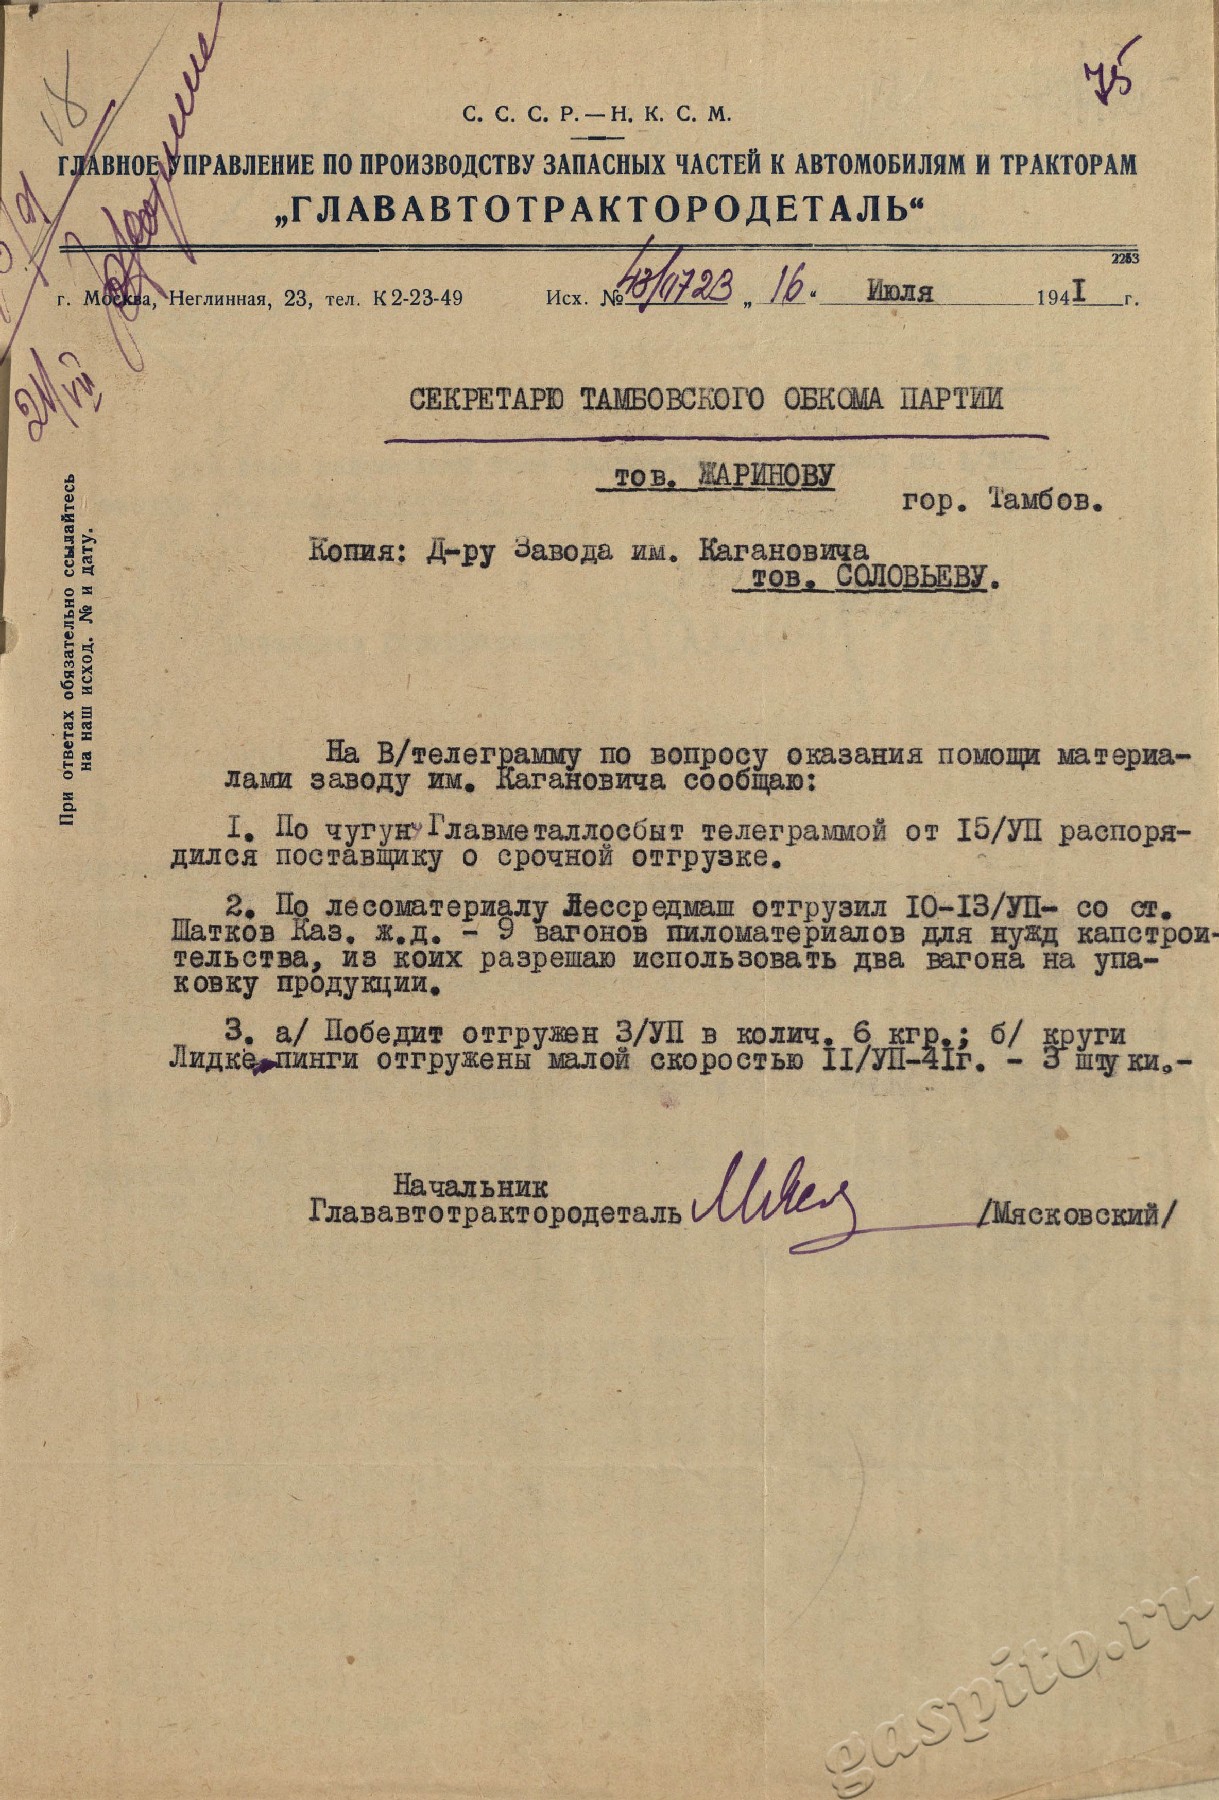 75
С. С. С. Р. — Н. К. С. М.
ГЛАВНОЕ УПРАВЛЕНИЕ ПО ПРОИЗВОДСТВУ ЗАПАСНЫХ ЧАСТЕЙ К АВТОМОБИЛЯМ И ТРАКТОРАМ
„ГЛАВАВТОТРАКТОРОДЕТАЛЬ“
2253
г. Москва, Неглинная, 23, тел. К 2-23-49 Исх. № „16“ Июля 1941 г.
21/VII
СЕКРЕТАРЮ ТАМБОВСКОГО ОБКОМА ПАРТИИ
тов. ЖАРИНОВУ
гор. Тамбов.
Копия: Д-ру Завода им. Кагановича
тов. СОЛОВЬЕВУ.
При ответах обязательно ссылайтесь
на наш исход. № и дату.
На В/телеграмму по вопросу оказания помощи материа-
лами заводу им. Кагановича сообщаю:
I. По чугуну Главметаллосбыт телеграммой от I5/УП распоря-
дился поставщику о срочной отгрузке.
2. По лесоматериалу Лессредмаш отгрузил I0-I3/УП- со ст.
Шатков Каз. ж.д. - 9 вагонов пиломатериалов для нужд капстрои-
тельства, из коих разрешаю использовать два вагона на упа-
ковку продукции.
3. а/ Победит отгружен 3/УП в колич. 6 кгр.; б/ круги
Лидке-пинги отгружены малой скоростью II/УП-4Iг. - 3 штуки.-
Начальник
Глававтотрактородеталь /Мясковский/
gaspito.ru